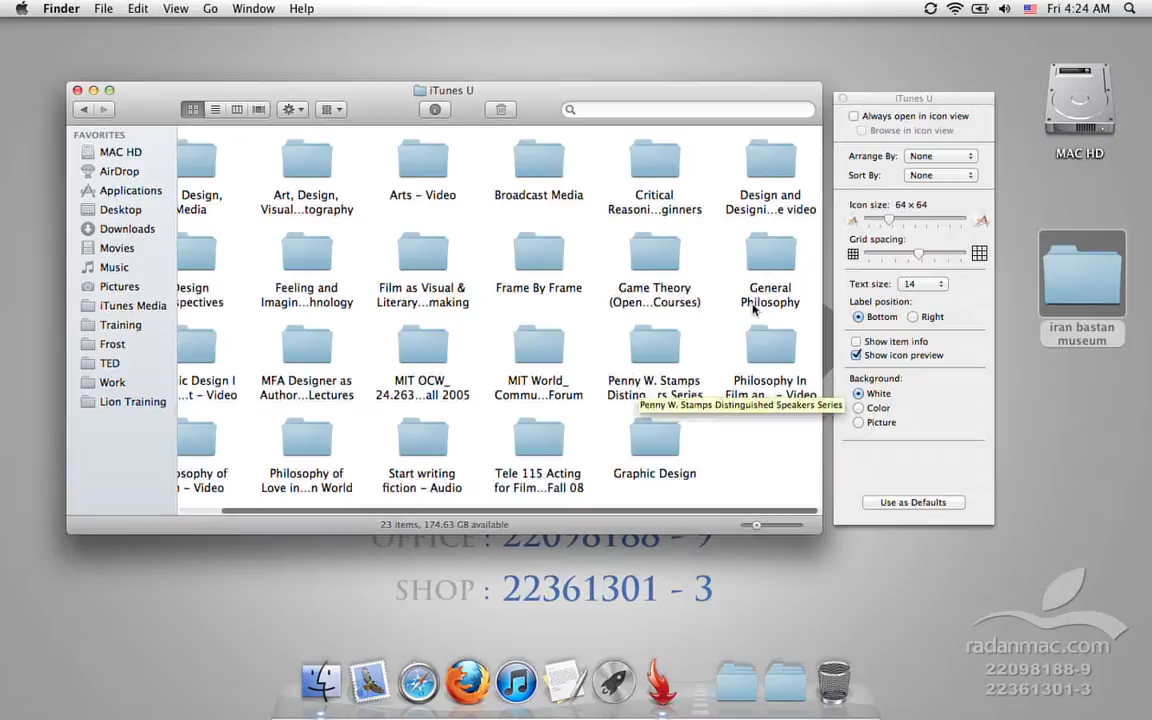 Finder File Edit View Go Window Help Fri 4:24 AM
iTunes U
FAVORITES
MAC HD
AirDrop
Applications
Desktop
Downloads
Movies
Music
Pictures
iTunes Media
Training
Frost
TED
Work
Lion Training
Design,
Media
Art, Design,
Visual...tography
Arts – Video
Broadcast Media
Critical
Reasoni...ginners
Design and
Designi...e video
Design
spectives
Feeling and
Imagin...hnology
Film as Visual &
Literary...making
Frame By Frame
Game Theory
(Open...Courses)
General
Philosophy
ic Design I
t - Video
MFA Designer as
Author...Lectures
MIT OCW_
24.263...all 2005
MIT World_
Commu...Forum
Penny W. Stamps
Disting...rs Series
Philosophy In
Film an... – Video
Penny W. Stamps Distinguished Speakers Series
osophy of
n – Video
Philosophy of
Love in...n World
Start writing
fiction – Audio
Tele 115 Acting
for Film...Fall 08
Graphic Design
23 items, 174.63 GB available
iTunes U
Always open in icon view
Browse in icon view
Arrange By: None
Sort By: None
Icon size: 64 × 64
Grid spacing:
Text size: 14
Label position:
Bottom Right
Show item info
Show icon preview
Background:
White
Color
Picture
Use as Defaults
MAC HD
iran bastan
museum
OFFICE : 22098188 - 9
SHOP : 22361301 - 3
radanmac.com
22098188-9
22361301-3